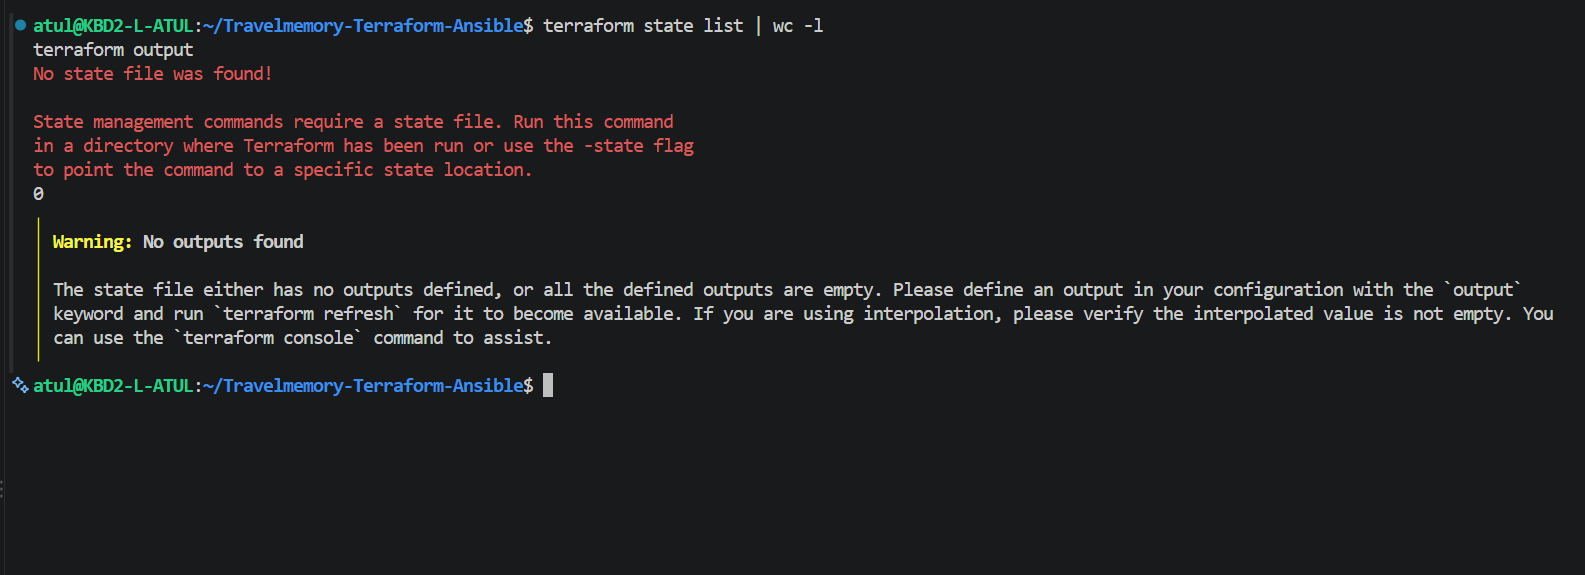 atul@KBD2-L-ATUL:~/Travelmemory-Terraform-Ansible$ terraform state list | wc -l
terraform output
No state file was found!
State management commands require a state file. Run this command
in a directory where Terraform has been run or use the -state flag
to point the command to a specific state location.
0
Warning: No outputs found
The state file either has no outputs defined, or all the defined outputs are empty. Please define an output in your configuration with the `output`
keyword and run `terraform refresh` for it to become available. If you are using interpolation, please verify the interpolated value is not empty. You
can use the `terraform console` command to assist.
atul@KBD2-L-ATUL:~/Travelmemory-Terraform-Ansible$